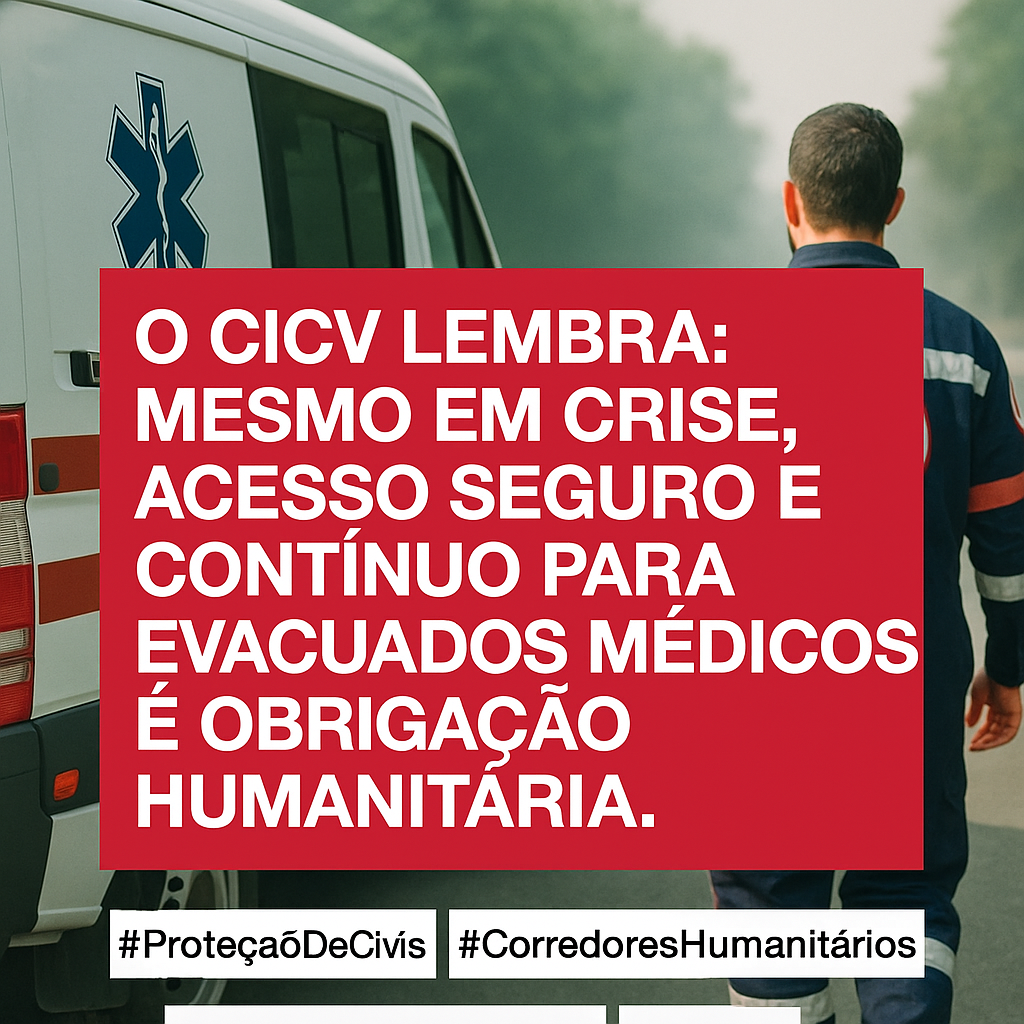 O CICV LEMBRA:
MESMO EM CRISE,
ACESSO SEGURO E
CONTÍNUO PARA
EVACUADOS MÉDICOS
É OBRIGAÇÃO
HUMANITÁRIA.
#ProteçaõDeCivís #CorredoresHumanitários